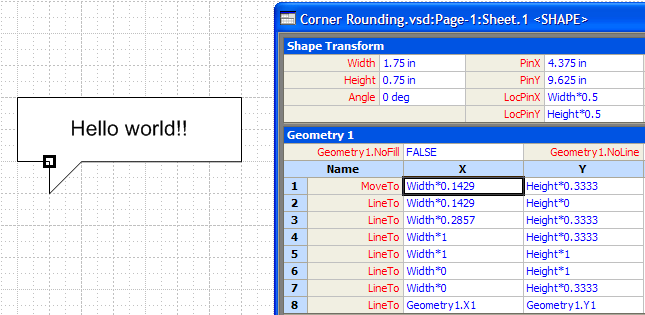 Hello world!!
Corner Rounding.vsd:Page-1:Sheet.1 <SHAPE>
Shape Transform
Width 1.75 in PinX 4.375 in
Height 0.75 in PinY 9.625 in
Angle 0 deg LocPinX Width*0.5
LocPinY Height*0.5
Geometry 1
Geometry1.NoFill FALSE Geometry1.NoLine
Name X Y
1 MoveTo Width*0.1429 Height*0.3333
2 LineTo Width*0.1429 Height*0
3 LineTo Width*0.2857 Height*0.3333
4 LineTo Width*1 Height*0.3333
5 LineTo Width*1 Height*1
6 LineTo Width*0 Height*1
7 LineTo Width*0 Height*0.3333
8 LineTo Geometry1.X1 Geometry1.Y1